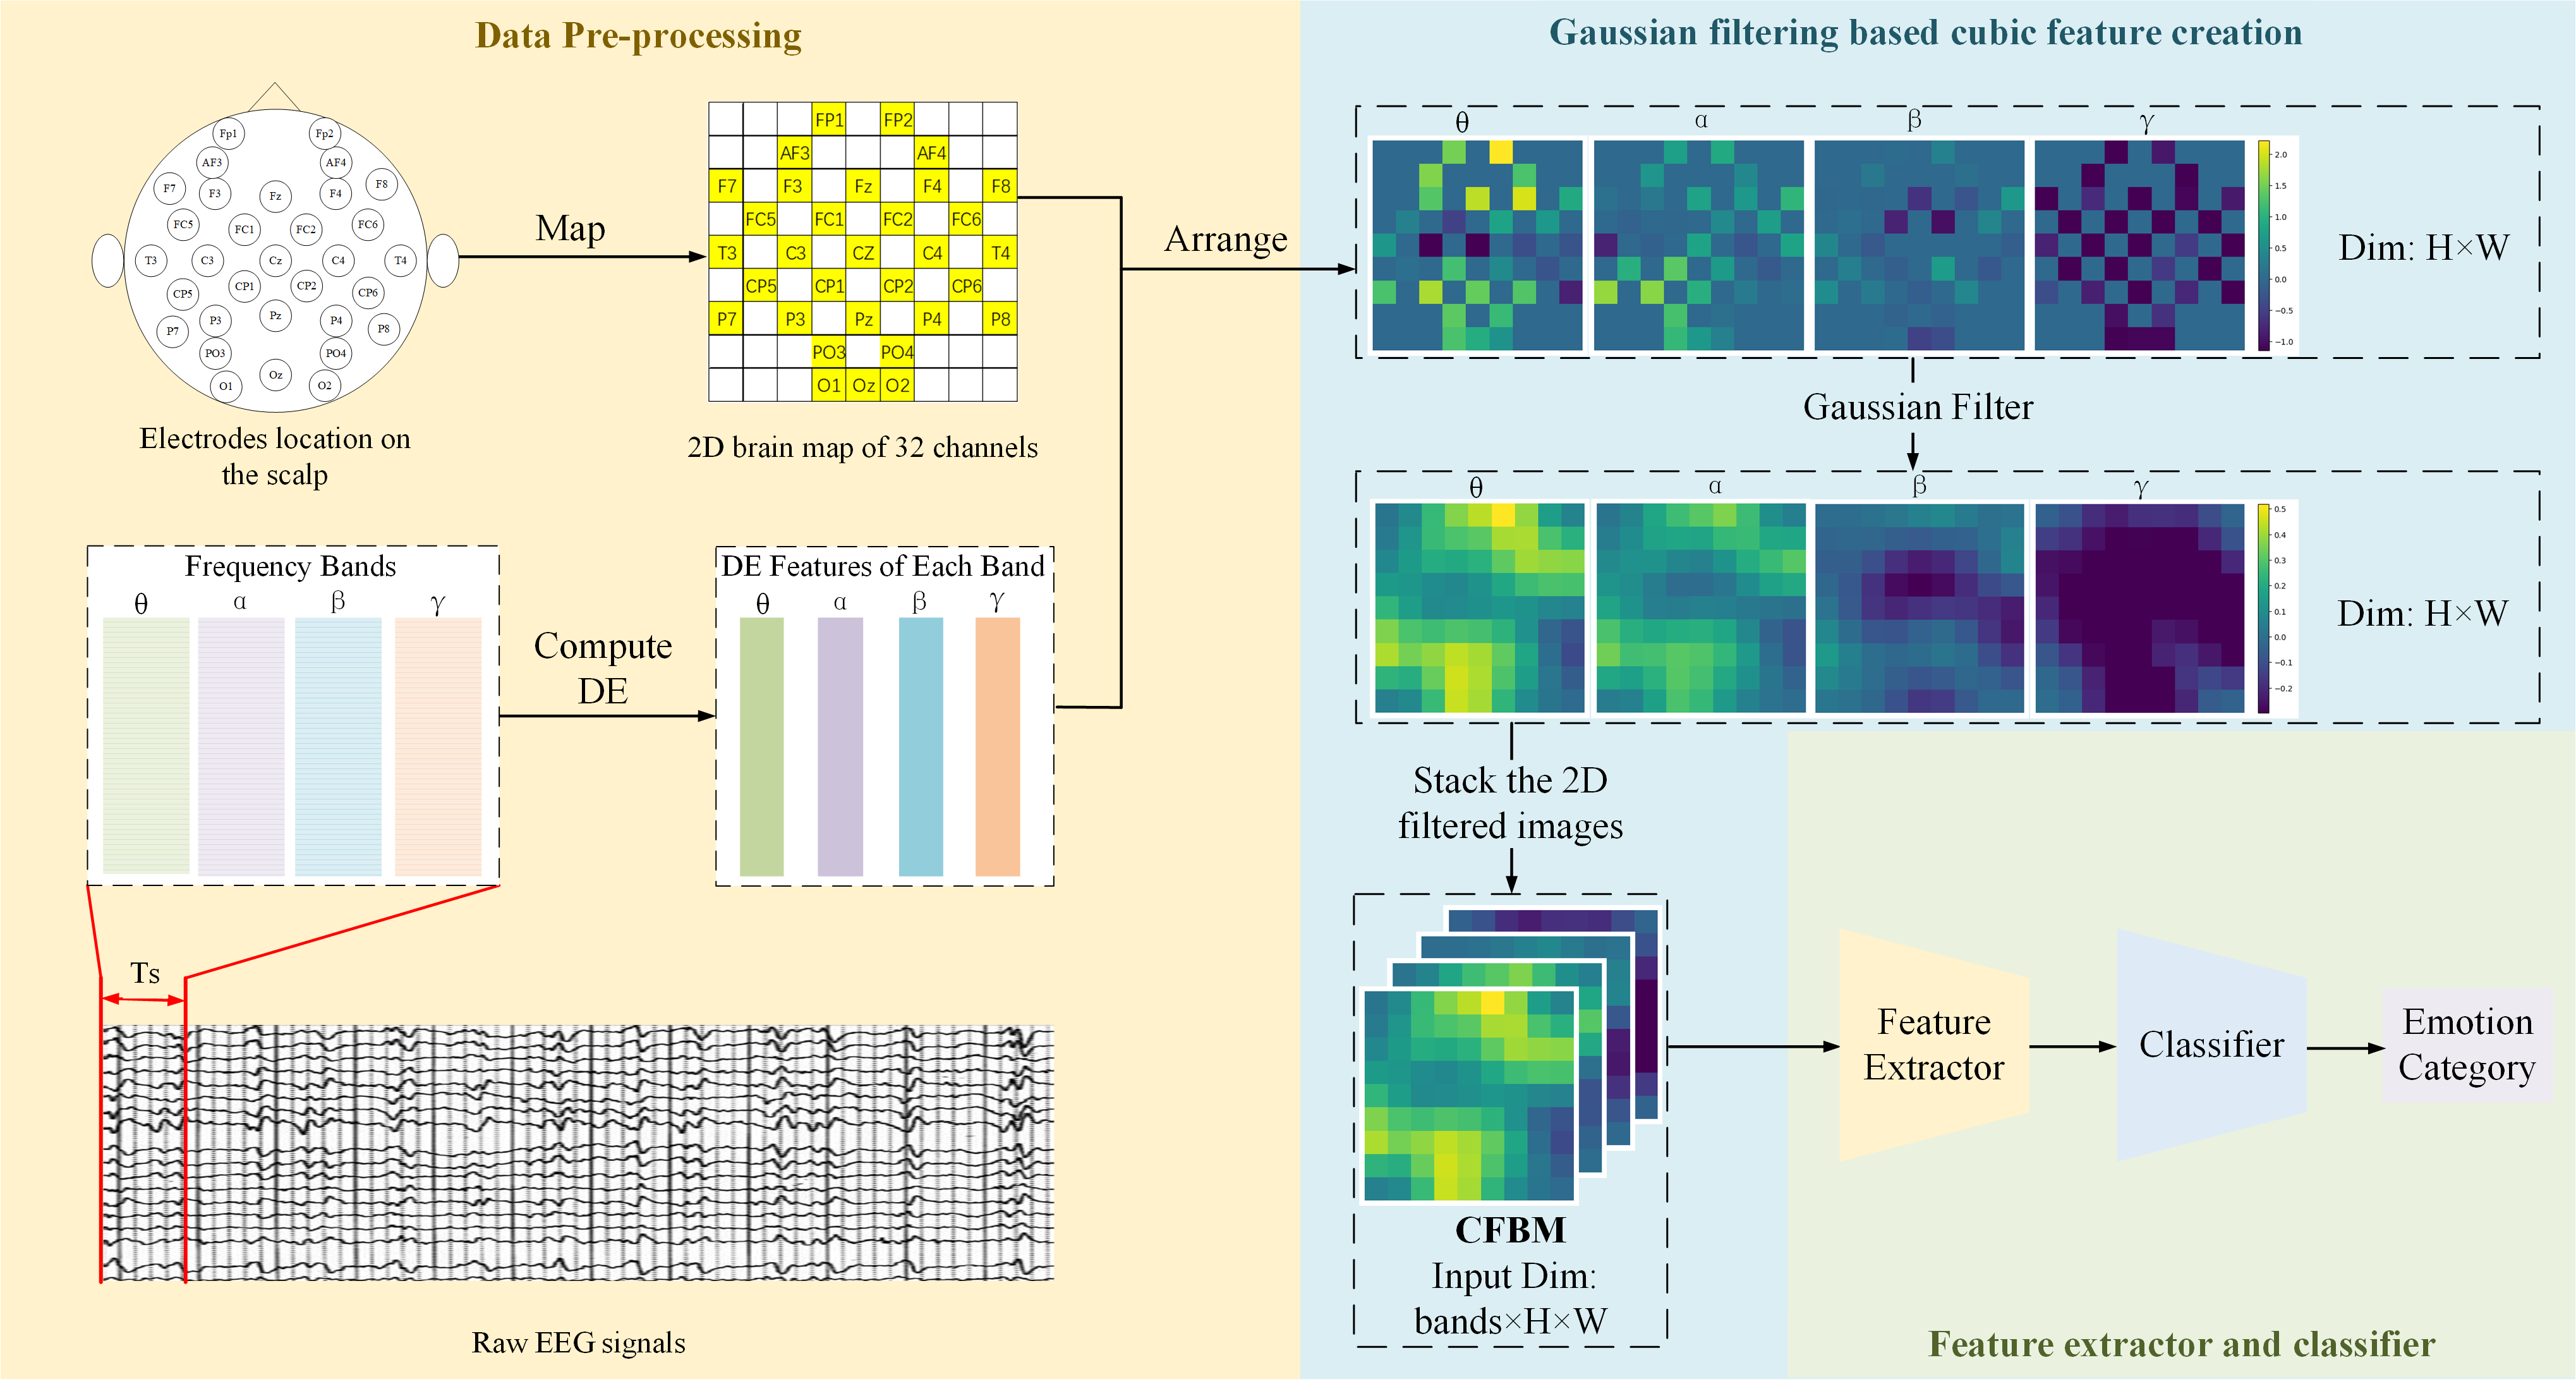 Data Pre-processing
Fp1 Fp2
AF3 AF4
F7 F3 Fz F4 F8
FC5 FC1 FC2 FC6
T3 C3 Cz C4 T4
CP5 CP1 CP2 CP6
P7 P3 Pz P4 P8
PO3 PO4
O1 Oz O2
Electrodes location on
the scalp
Map
FP1 FP2
AF3 AF4
F7 F3 Fz F4 F8
FC5 FC1 FC2 FC6
T3 C3 CZ C4 T4
CP5 CP1 CP2 CP6
P7 P3 Pz P4 P8
PO3 PO4
O1 Oz O2
2D brain map of 32 channels
Arrange
Frequency Bands
θ α β γ
Compute
DE
DE Features of Each Band
θ α β γ
Ts
Raw EEG signals
Gaussian filtering based cubic feature creation
θ α β γ
2.0
1.5
1.0
0.5
0.0
−0.5
−1.0
Dim: H×W
Gaussian Filter
θ α β γ
0.5
0.4
0.3
0.2
0.1
0.0
−0.1
−0.2
Dim: H×W
Stack the 2D
filtered images
CFBM
Input Dim:
bands×H×W
Feature
Extractor
Classifier
Emotion
Category
Feature extractor and classifier